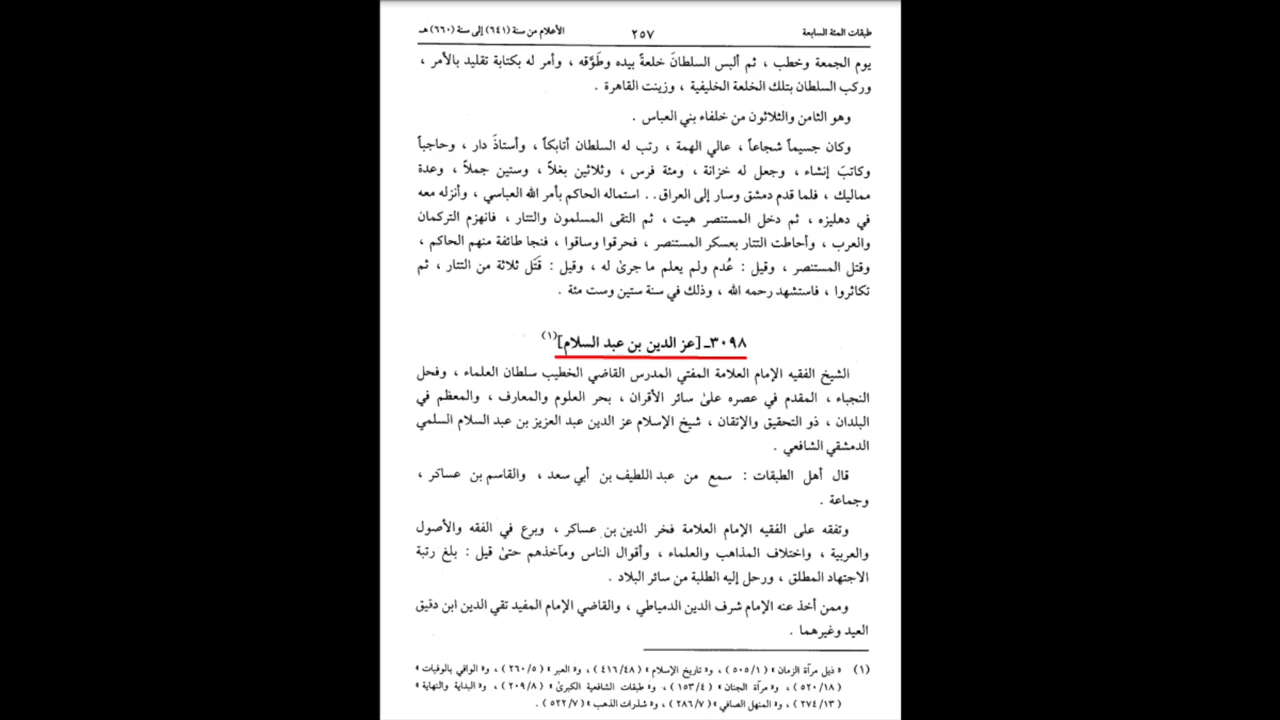 طبقات المئة السابعة ٢٥٧ الأعلام من سنة (٦٤١) إلى سنة (٦٦٠) هـ
يوم الجمعة وخطب ، ثم ألبس السلطانَ خلعةً بيده وطَوَّقه ، وأمر له بكتابة تقليد بالأمر ،
وركب السلطان بتلك الخلعة الخليفية ، وزينت القاهرة .
وهو الثامن والثلاثون من خلفاء بني العباس .
وكان جسيماً شجاعاً ، عالي الهمة ، رتب له السلطان أتابكاً ، وأستاذَ دار ، وحاجباً
وكاتبَ إنشاء ، وجعل له خزانة ، ومئة فرس ، وثلاثين بغلاً ، وستين جملاً ، وعدة
مماليك ، فلما قدم دمشق وسار إلى العراق.. استماله الحاكم بأمر الله العباسي ، وأنزله معه
في دهليزه ، ثم دخل المستنصر هيت ، ثم التقى المسلمون والتتار ، فانهزم التركمان
والعرب ، وأحاطت التتار بعسكر المستنصر ، فحرقوا وساقوا ، فنجا طائفة منهم الحاكم ،
وقتل المستنصر ، وقيل : عُدم ولم يعلم ما جرىٰ له ، وقيل : قَتَل ثلاثة من التتار ، ثم
تكاثروا ، فاستشهد رحمه الله ، وذلك في سنة ستين وست مئة .
٣٠٩٨ـ [عز الدين بن عبد السلام](١)
الشيخ الفقيه الإمام العلامة المفتي المدرس القاضي الخطيب سلطان العلماء ، وفحل
النجباء ، المقدم في عصره علىٰ سائر الأقران ، بحر العلوم والمعارف ، والمعظم في
البلدان ، ذو التحقيق والإتقان ، شيخ الإسلام عز الدين عبد العزيز بن عبد السلام السلمي
الدمشقي الشافعي .
قال أهل الطبقات : سمع من عبد اللطيف بن أبي سعد ، والقاسم بن عساكر ،
وجماعة .
وتفقه على الفقيه الإمام العلامة فخر الدين بن عساكر ، وبرع في الفقه والأصول
والعربية ، واختلاف المذاهب والعلماء ، وأقوال الناس ومآخذهم حتىٰ قيل : بلغ رتبة
الاجتهاد المطلق ، ورحل إليه الطلبة من سائر البلاد .
وممن أخذ عنه الإمام شرف الدين الدمياطي ، والقاضي الإمام المفيد تقي الدين ابن دقيق
العيد وغيرهما .
(١) « ذيل مرآة الزمان » (٥٠٥/١) ، و« تاريخ الإسلام » (٤١٦/٤٨) ، و« العبر » (٢٦٠/٥) ، و« الوافي بالوفيات »
(٥٢٠/١٨) ، و« مرآة الجنان » (١٥٣/٤) ، و« طبقات الشافعية الكبرىٰ » (٢٠٩/٨) ، و« البداية والنهاية »
(٢٧٤/١٣) ، و« المنهل الصافي » (٢٨٦/٧) ، و« شذرات الذهب » (٥٢٢/٧) .